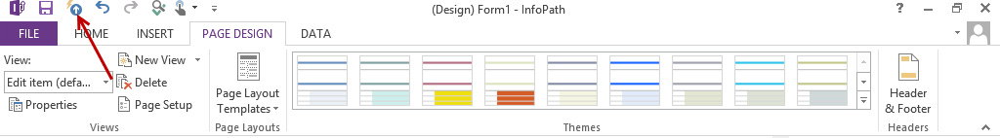 (Design) Form1 - InfoPath
FILE HOME INSERT PAGE DESIGN DATA
View:
Edit item (defa...
Properties
New View
Delete
Page Setup
Views
Page Layout
Templates
Page Layouts
Themes
Header
& Footer
Headers